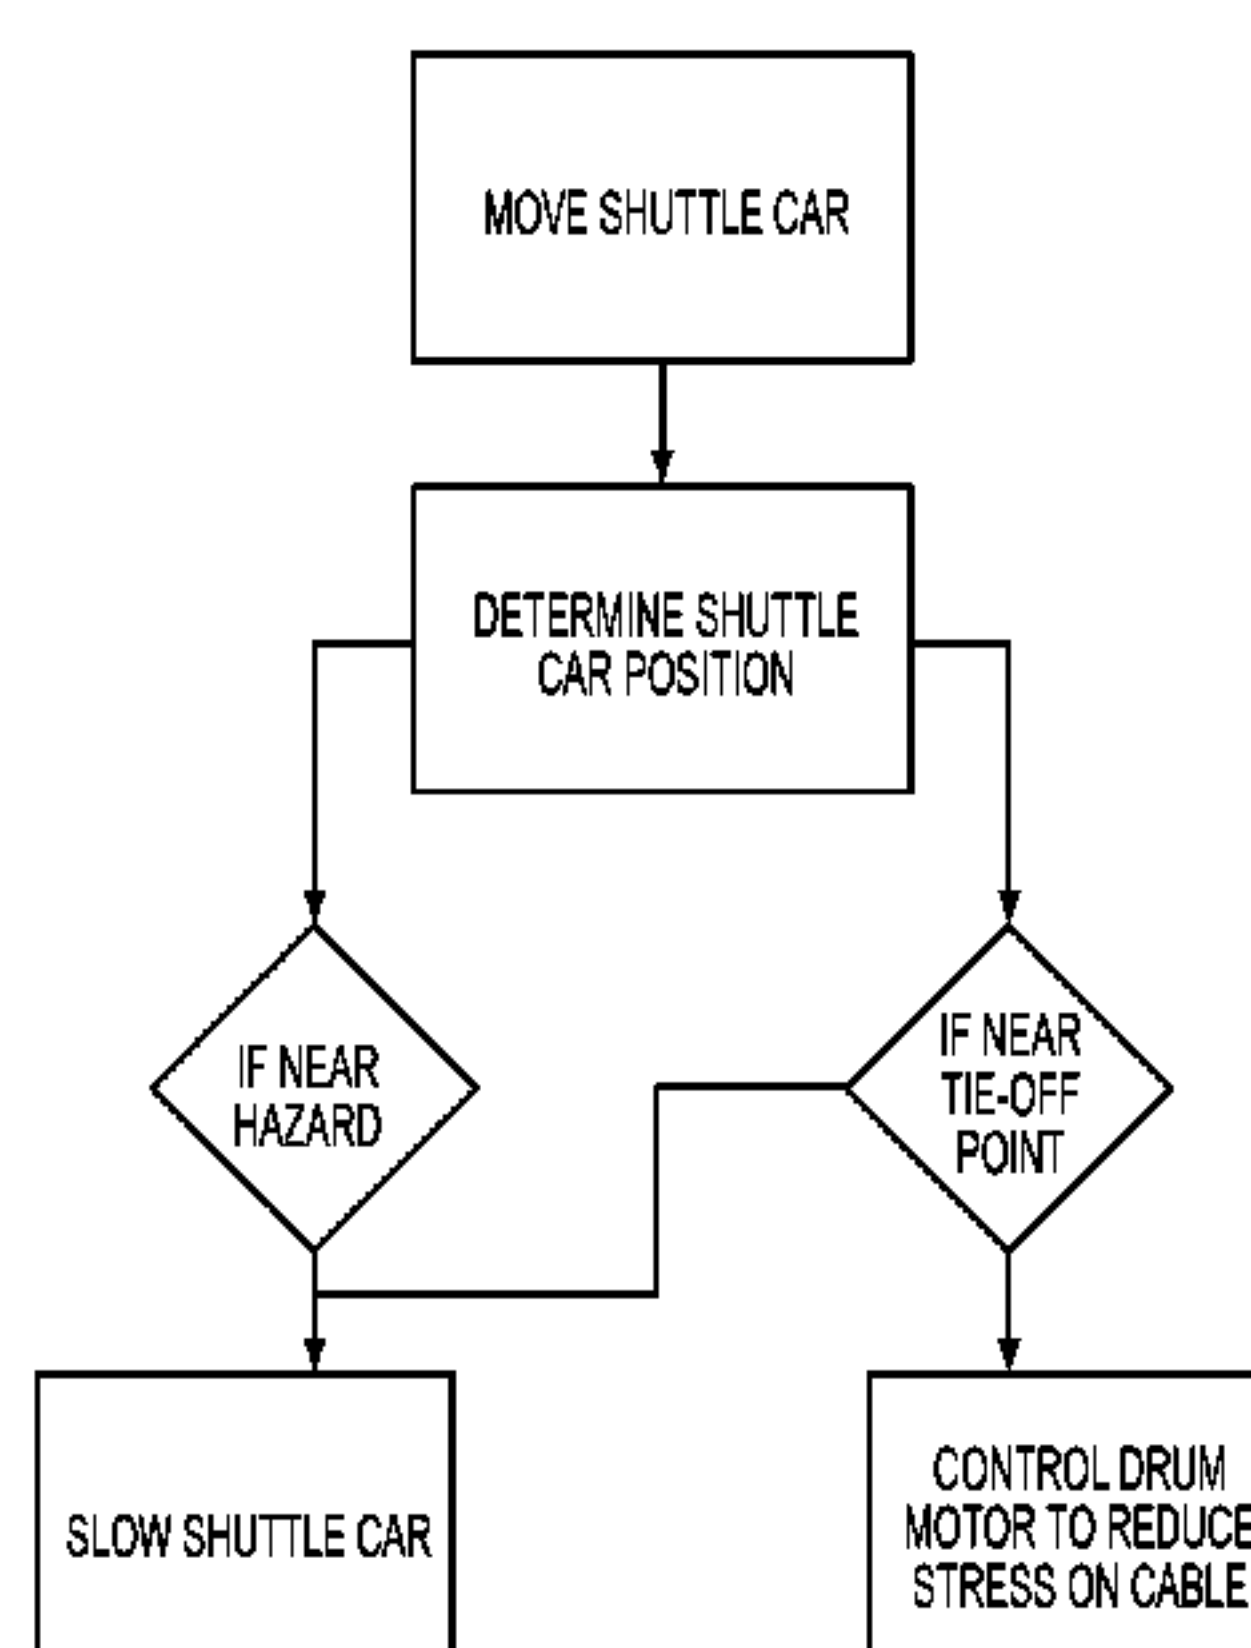 MOVE SHUTTLE CAR
DETERMINE SHUTTLE
CAR POSITION
IF NEAR
HAZARD
IF NEAR
TIE-OFF
POINT
SLOW SHUTTLE CAR
CONTROL DRUM
MOTOR TO REDUCE
STRESS ON CABLE